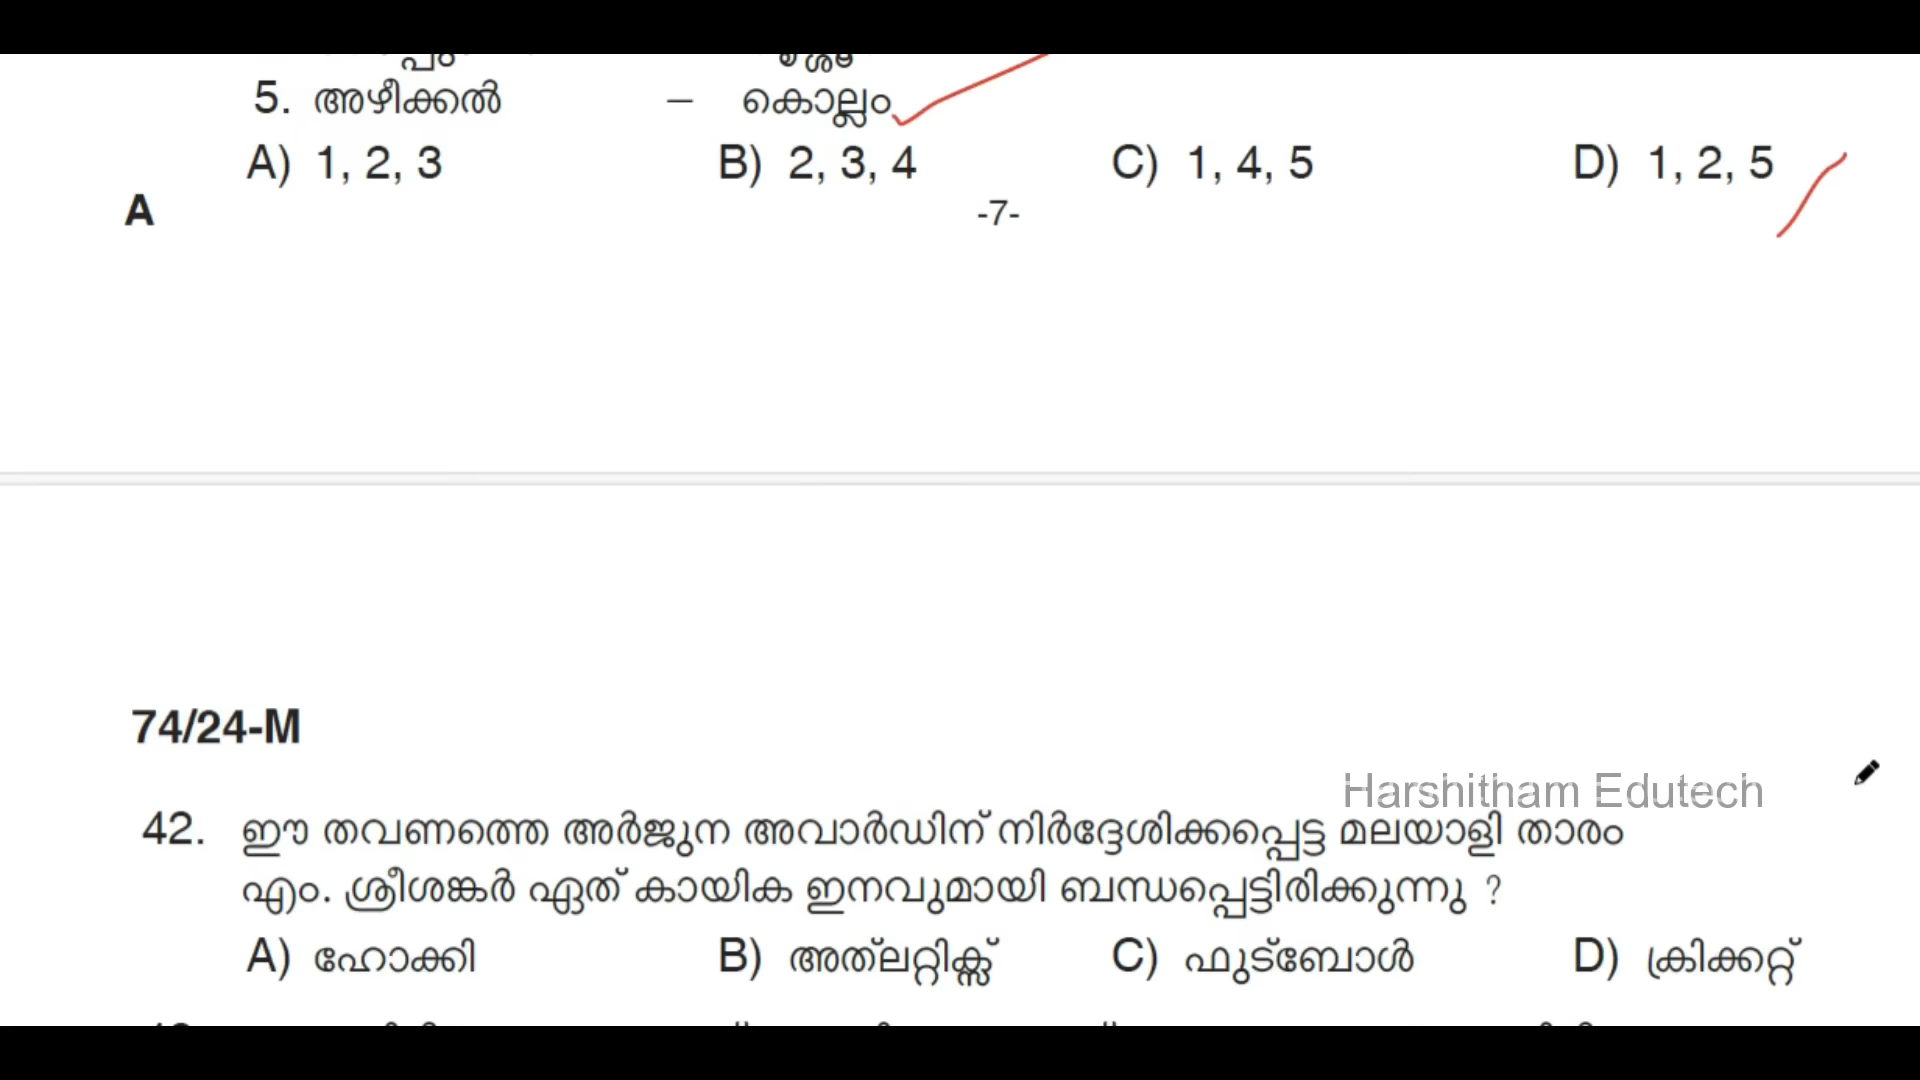 5. അഴീക്കൽ – കൊല്ലം
A) 1, 2, 3 B) 2, 3, 4 C) 1, 4, 5 D) 1, 2, 5
A -7-
74/24-M
Harshitham Edutech
42. ഈ തവണത്തെ അർജുന അവാർഡിന് നിർദ്ദേശിക്കപ്പെട്ട മലയാളി താരം
എം. ശ്രീശങ്കർ ഏത് കായിക ഇനവുമായി ബന്ധപ്പെട്ടിരിക്കുന്നു ?
A) ഹോക്കി B) അത്‌ലറ്റിക്സ് C) ഫുട്ബോൾ D) ക്രിക്കറ്റ്